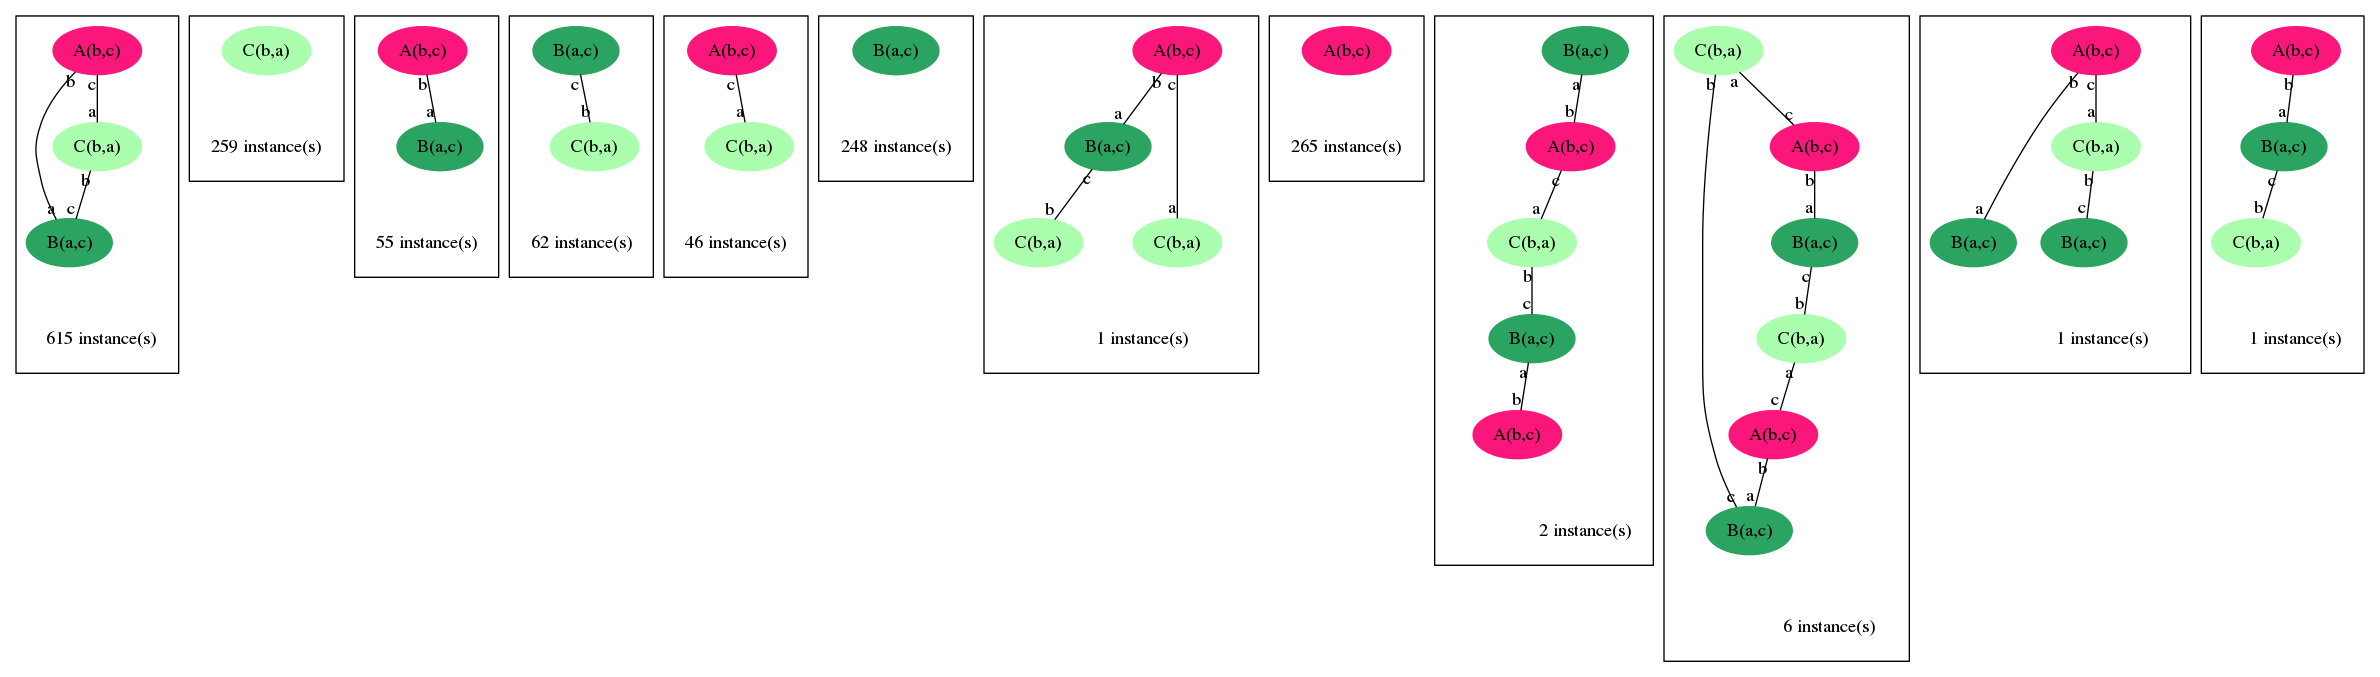 A(b,c)
b
c
a
C(b,a)
b
a
c
B(a,c)
615 instance(s)
C(b,a)
259 instance(s)
A(b,c)
b
a
B(a,c)
55 instance(s)
B(a,c)
c
b
C(b,a)
62 instance(s)
A(b,c)
c
a
C(b,a)
46 instance(s)
B(a,c)
248 instance(s)
A(b,c)
b
c
a
B(a,c)
c
b
a
C(b,a)
C(b,a)
1 instance(s)
A(b,c)
265 instance(s)
B(a,c)
a
b
A(b,c)
c
a
C(b,a)
b
c
B(a,c)
a
b
A(b,c)
2 instance(s)
C(b,a)
b
a
c
A(b,c)
b
a
B(a,c)
c
b
C(b,a)
a
c
A(b,c)
b
c
a
B(a,c)
6 instance(s)
A(b,c)
b
c
a
C(b,a)
b
a
c
B(a,c)
B(a,c)
1 instance(s)
A(b,c)
b
a
B(a,c)
c
b
C(b,a)
1 instance(s)